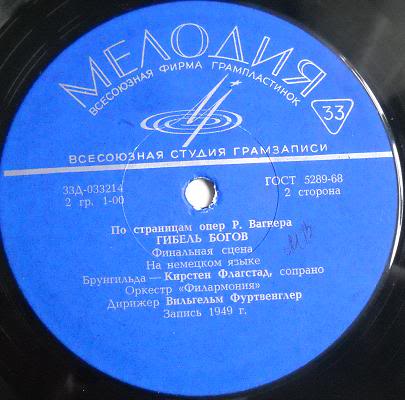 МЕЛОДИЯ
ВСЕСОЮЗНАЯ ФИРМА ГРАМПЛАСТИНОК
33
ВСЕСОЮЗНАЯ СТУДИЯ ГРАМЗАПИСИ
33Д-033214
ГОСТ 5289-68
2 гр. 1-00
2 сторона
По страницам опер Р. Вагнера
ГИБЕЛЬ БОГОВ
Финальная сцена
На немецком языке
Брунгильда — Кирстен Флагстад, сопрано
Оркестр «Филармония»
Дирижер Вильгельм Фуртвенглер
Запись 1949 г.